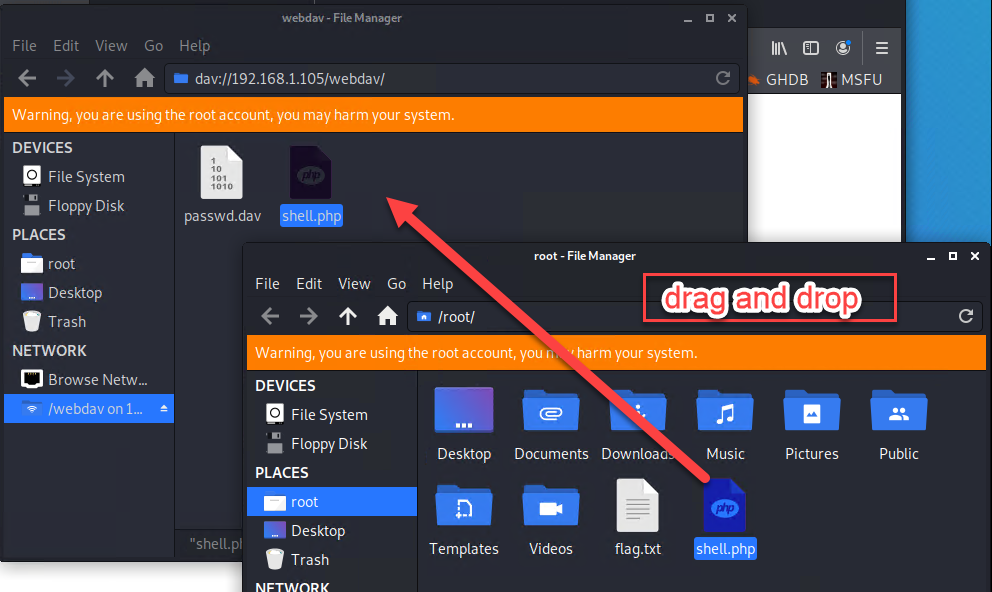 webdav - File Manager
File Edit View Go Help
dav://192.168.1.105/webdav/
GHDB MSFU
Warning, you are using the root account, you may harm your system.
DEVICES
File System
Floppy Disk
PLACES
root
Desktop
Trash
NETWORK
Browse Netw...
/webdav on 1...
1
10
101
1010
php
passwd.dav
shell.php
"shell.ph
root - File Manager
File Edit View Go Help
drag and drop
/root/
Warning, you are using the root account, you may harm your system.
DEVICES
File System
Floppy Disk
PLACES
root
Desktop
Trash
NETWORK
Desktop Documents Downloads Music Pictures Public
php
Templates Videos flag.txt shell.php